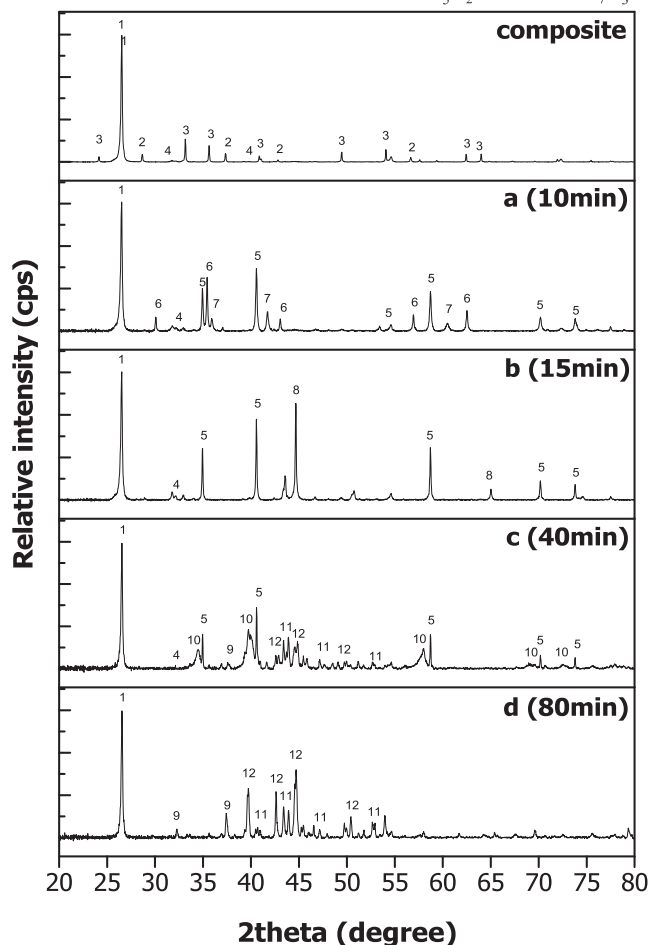 composite
1
1
3 2 4 3 3 2 4 3 2 3 3 2 3 3
a (10min)
1
6 4 5 6 7 5 7 6 5 6 5 7 6 5 5
b (15min)
1
4 5 5 8 5 8 5 5
c (40min)
1
4 10 5 9 10 5 12 11 12 11 12 11 10 5 10 5 10 5
d (80min)
1
9 9 12 11 12 11 12 11 12 11
20 25 30 35 40 45 50 55 60 65 70 75 80
2theta (degree)
Relative intensity (cps)